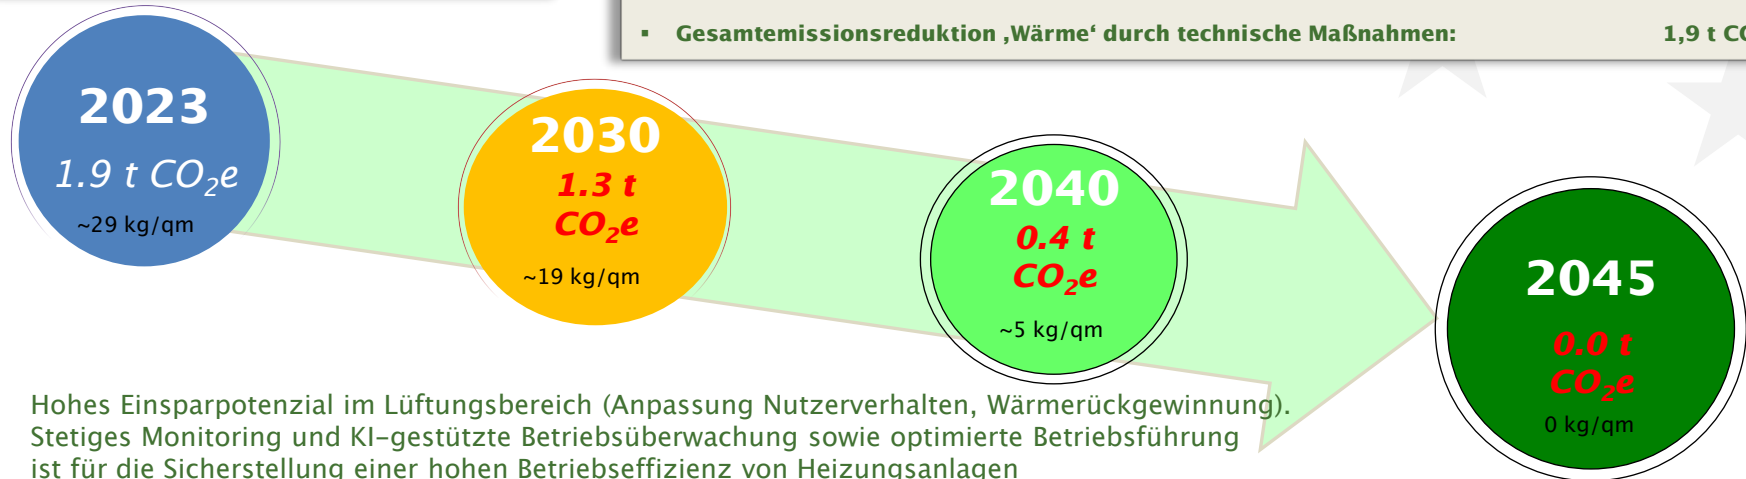 ▪ Gesamtemissionsreduktion ‚Wärme‘ durch technische Maßnahmen: 1,9 t
2023
1.9 t CO₂e
~29 kg/qm
2030
1.3 t
CO₂e
~19 kg/qm
2040
0.4 t
CO₂e
~5 kg/qm
2045
0.0 t
CO₂e
0 kg/qm
Hohes Einsparpotenzial im Lüftungsbereich (Anpassung Nutzerverhalten, Wärmerückgewinnung).
Stetiges Monitoring und KI-gestützte Betriebsüberwachung sowie optimierte Betriebsführung
ist für die Sicherstellung einer hohen Betriebseffizienz von Heizungsanlagen